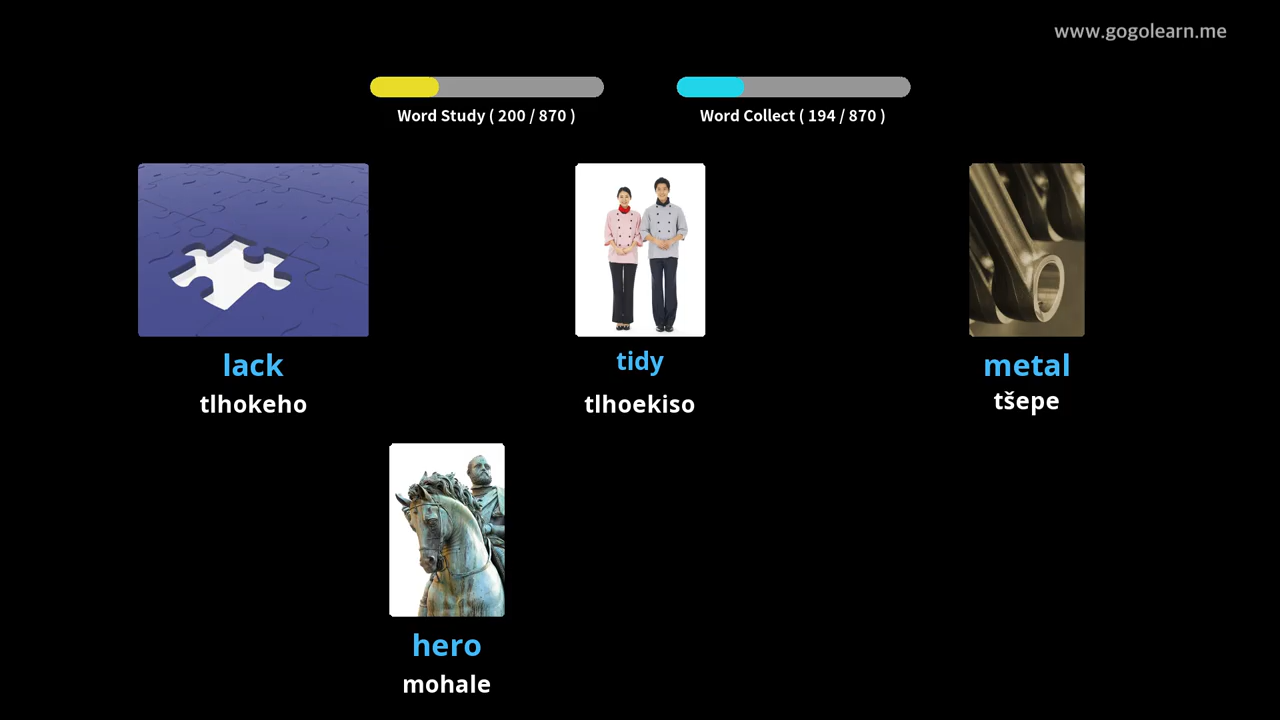 www.gogolearn.me
Word Study ( 200 / 870 )
Word Collect ( 194 / 870 )
lack
tlhokeho
tidy
tlhoekiso
metal
tšepe
hero
mohale